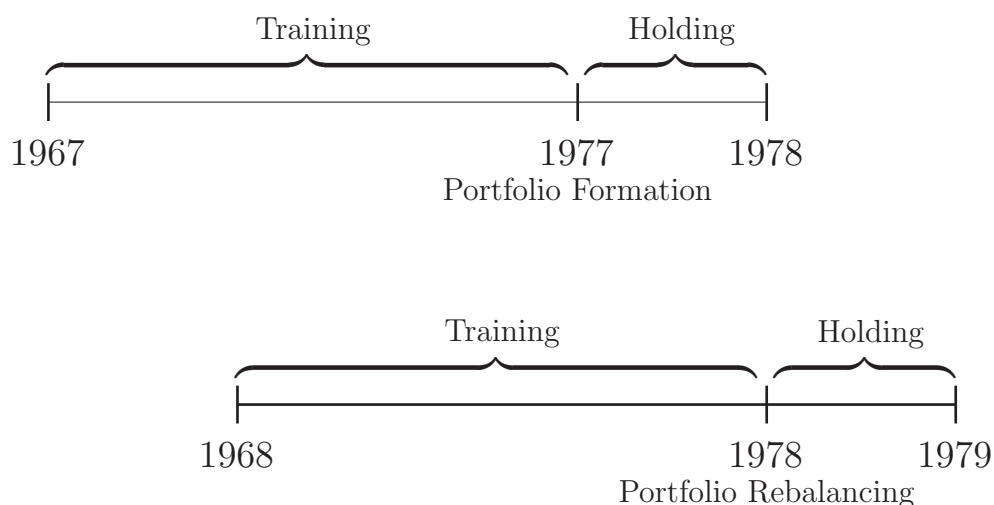 Training Holding
1967 1977 1978
Portfolio Formation
Training Holding
1968 1978 1979
Portfolio Rebalancing